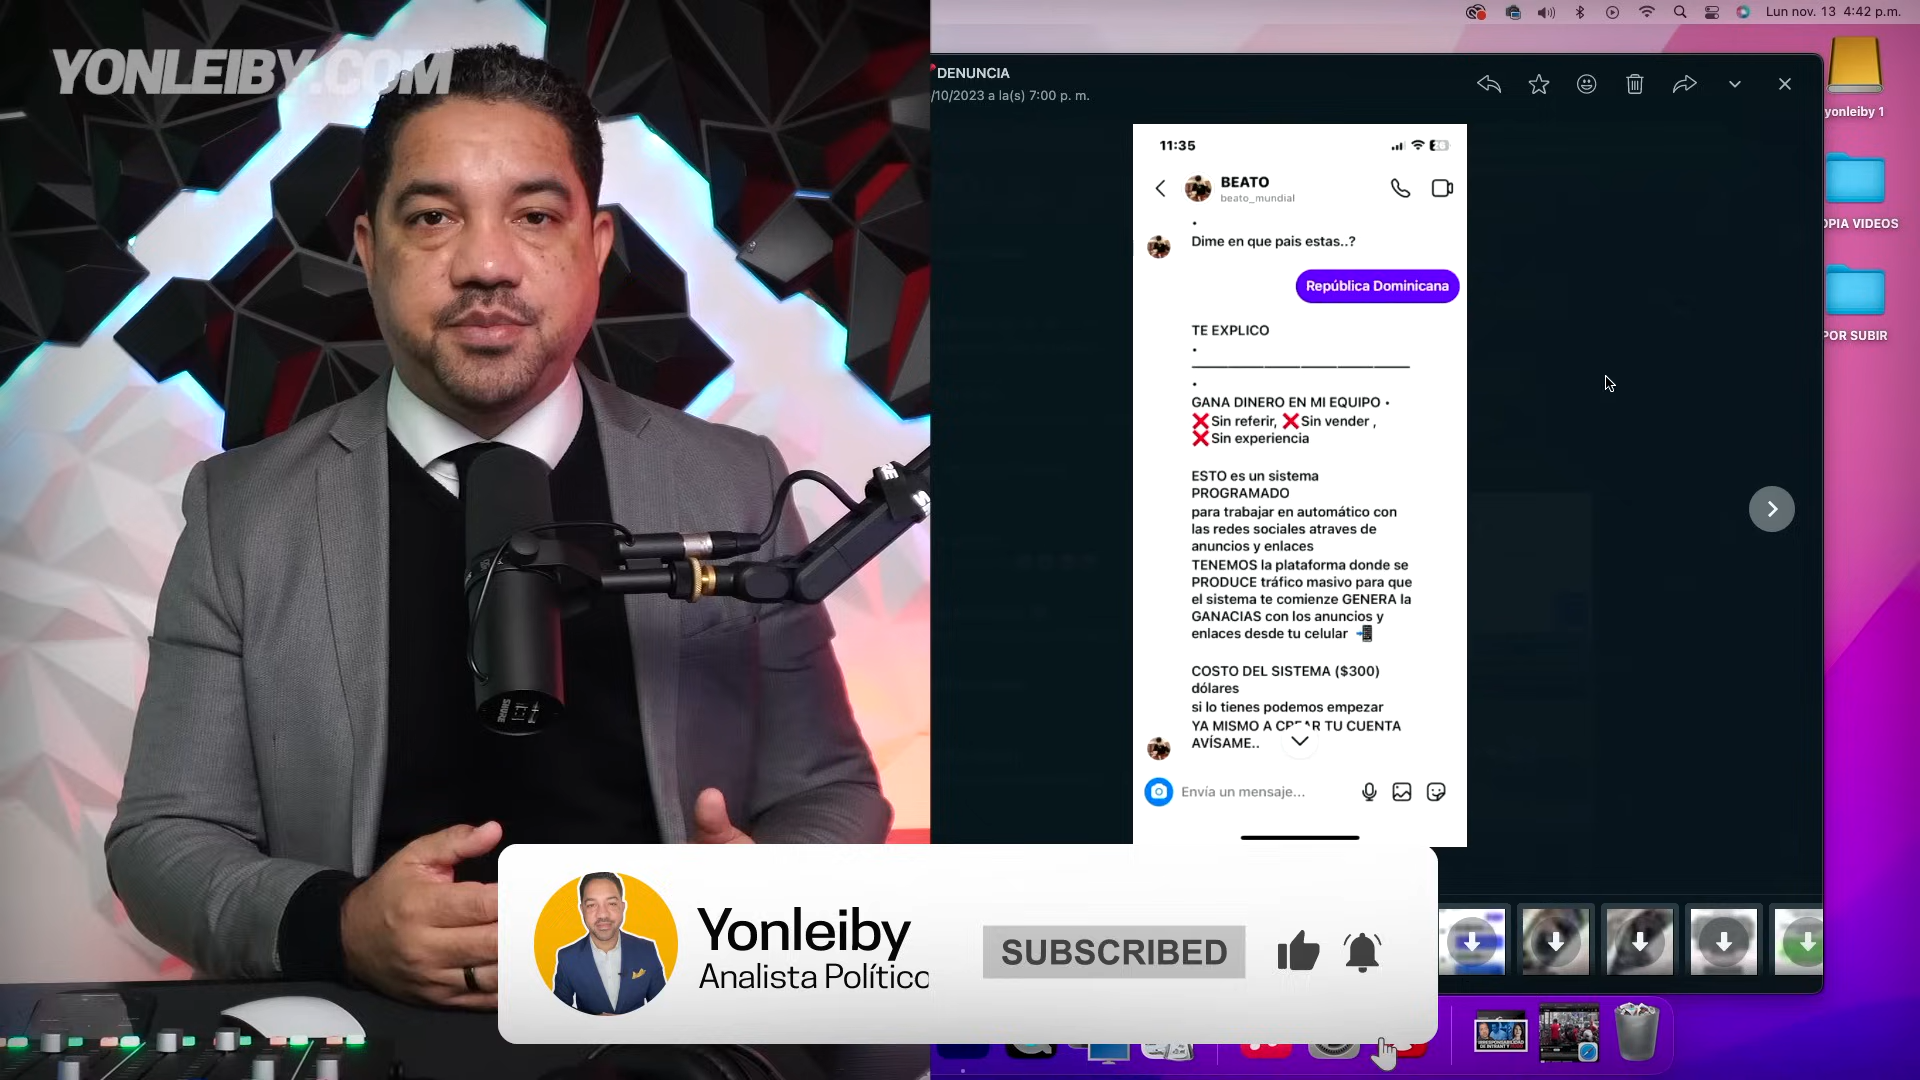 YONLEIBY.COM
Lun nov. 13 4:42 p.m.
DENUNCIA
/10/2023 a la(s) 7:00 p. m.
yonleiby 1
OPIA VIDEOS
POR SUBIR
11:35
BEATO
beato_mundial
Dime en que pais estas..?
República Dominicana
TE EXPLICO
GANA DINERO EN MI EQUIPO •
❌Sin referir, ❌Sin vender ,
❌Sin experiencia
ESTO es un sistema
PROGRAMADO
para trabajar en automático con
las redes sociales atraves de
anuncios y enlaces
TENEMOS la plataforma donde se
PRODUCE tráfico masivo para que
el sistema te comienze GENERA la
GANACIAS con los anuncios y
enlaces desde tu celular 📲
COSTO DEL SISTEMA ($300)
dólares
si lo tienes podemos empezar
YA MISMO A CREAR TU CUENTA
AVÍSAME..
Envía un mensaje...
SHURE
Yonleiby
Analista Político
SUBSCRIBED